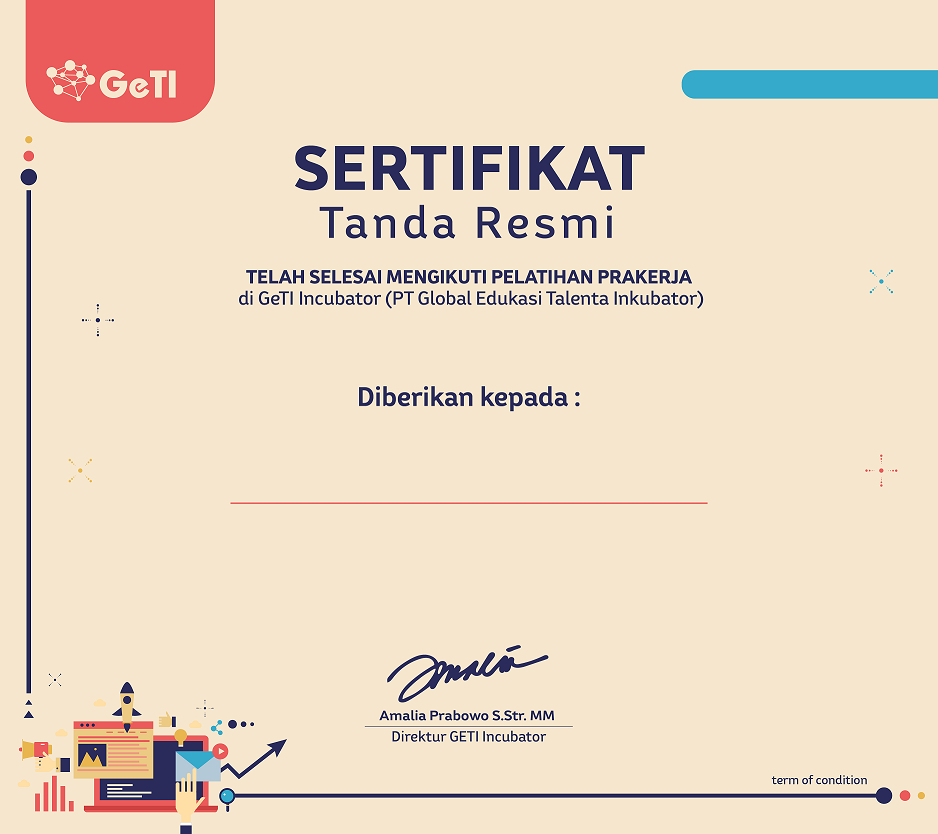 GeTI
SERTIFIKAT
Tanda Resmi
TELAH SELESAI MENGIKUTI PELATIHAN PRAKERJA
di GeTI Incubator (PT Global Edukasi Talenta Inkubator)
Diberikan kepada :
Amalia
Amalia Prabowo S.Str. MM
Direktur GETI Incubator
term of condition